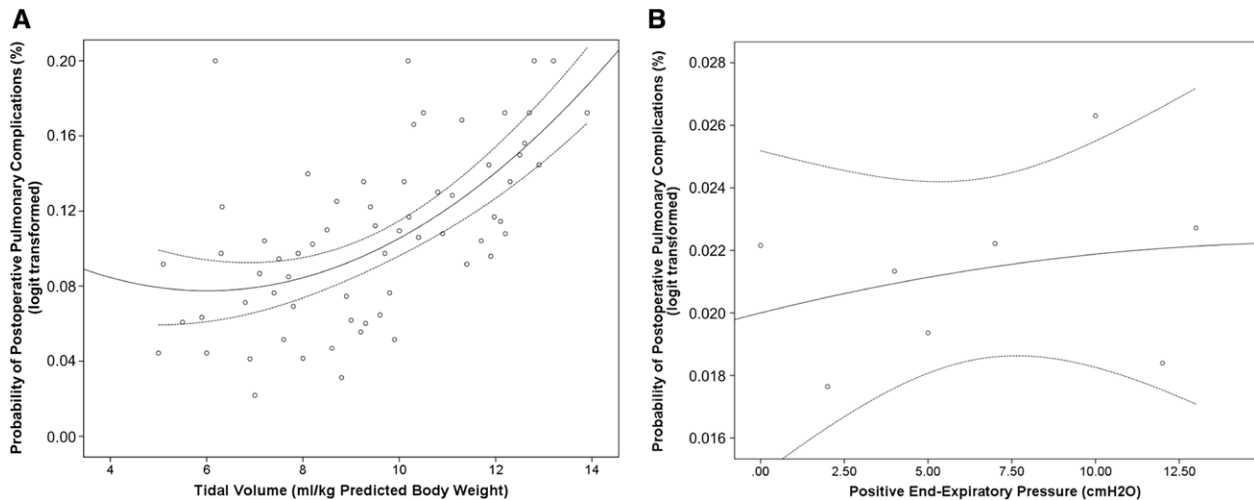 A
Probability of Postoperative Pulmonary Complications (%)
(logit transformed)
0.20
0.16
0.12
0.08
0.04
0.00
4 6 8 10 12 14
Tidal Volume (ml/kg Predicted Body Weight)
B
Probability of Postoperative Pulmonary Complications (%)
(logit transformed)
0.028
0.026
0.024
0.022
0.020
0.018
0.016
.00 2.50 5.00 7.50 10.00 12.50
Positive End-Expiratory Pressure (cmH2O)